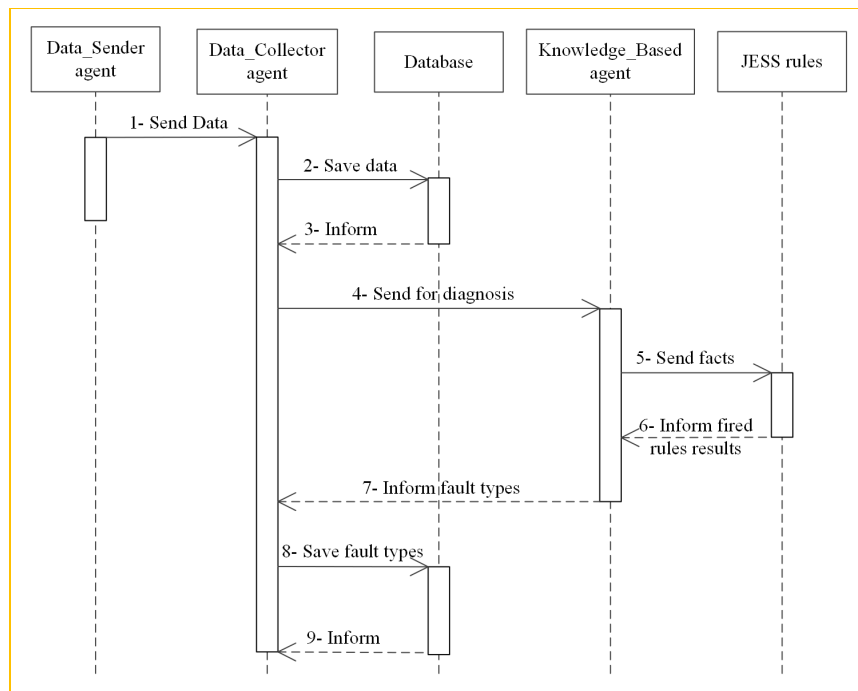 Data_Sender
agent
Data_Collector
agent
Database
Knowledge_Based
agent
JESS rules
1- Send Data
2- Save data
3- Inform
4- Send for diagnosis
5- Send facts
6- Inform fired
rules results
7- Inform fault types
8- Save fault types
9- Inform